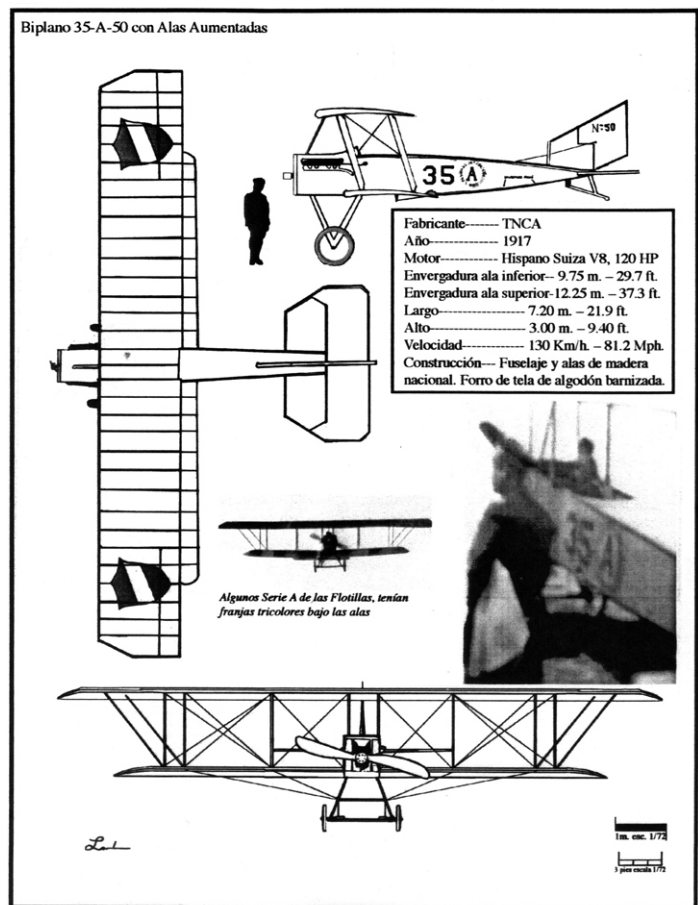 Biplano 35-A-50 con Alas Aumentadas
Nº 50
35 A
Fabricante------- TNCA
Año-------------- 1917
Motor------------ Hispano Suiza V8, 120 HP
Envergadura ala inferior-- 9.75 m. – 29.7 ft.
Envergadura ala superior-12.25 m. – 37.3 ft.
Largo------------ 7.20 m. – 21.9 ft.
Alto-------------- 3.00 m. – 9.40 ft.
Velocidad--------- 130 Km/h. – 81.2 Mph.
Construcción--- Fuselaje y alas de madera
nacional. Forro de tela de algodón barnizada.
35 A
Algunos Serie A de las Flotillas, tenían
franjas tricolores bajo las alas
1m. esc. 1/72
3 pies escala 1/72